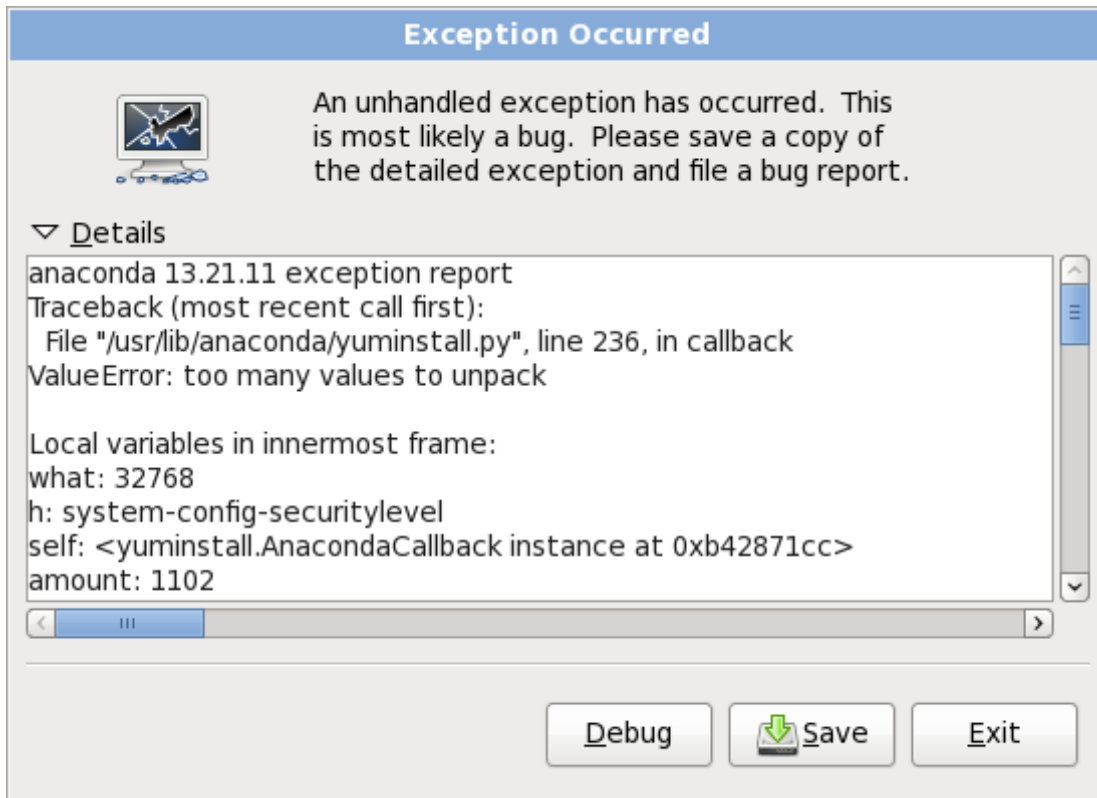 Exception Occurred
An unhandled exception has occurred.  This
is most likely a bug.  Please save a copy of
the detailed exception and file a bug report.
Details
anaconda 13.21.11 exception report
Traceback (most recent call first):
  File "/usr/lib/anaconda/yuminstall.py", line 236, in callback
ValueError: too many values to unpack
Local variables in innermost frame:
what: 32768
h: system-config-securitylevel
self: <yuminstall.AnacondaCallback instance at 0xb42871cc>
amount: 1102
Debug
Save
Exit